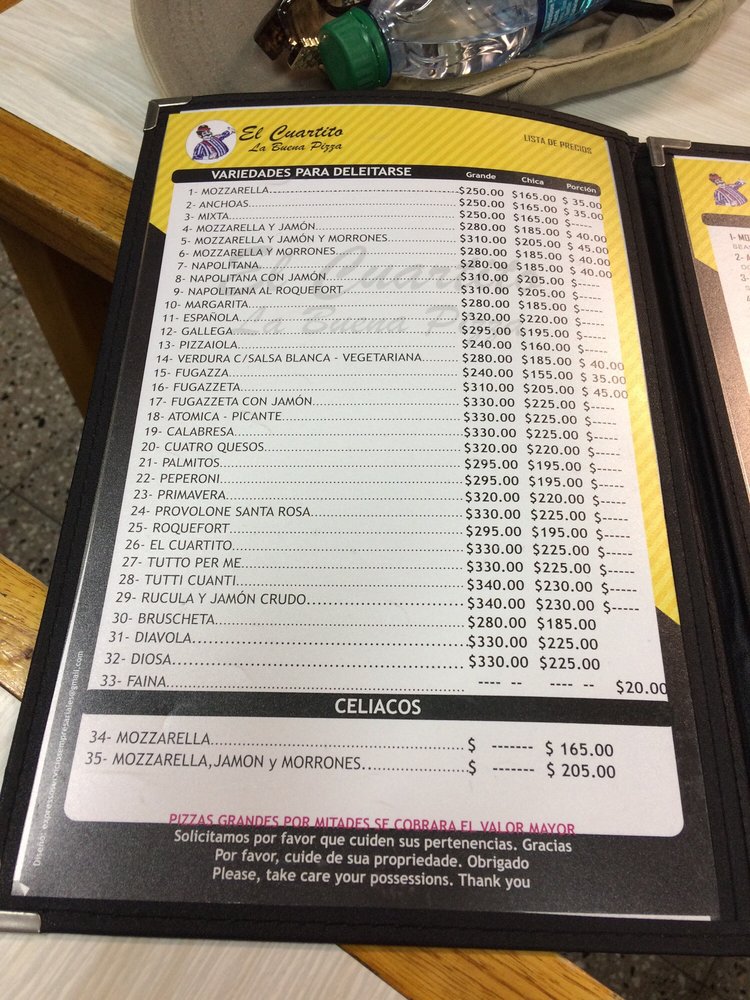 El Cuartito
La Buena Pizza
LISTA DE PRECIOS
VARIEDADES PARA DELEITARSE Grande Chica Porción
1- MOZZARELLA........ $250.00 $165.00 $ 35.00
2- ANCHOAS........ $250.00 $165.00 $ 35.00
3- MIXTA........ $250.00 $165.00 $-----
4- MOZZARELLA Y JAMÓN........ $280.00 $185.00 $ 40.00
5- MOZZARELLA Y JAMÓN Y MORRONES........ $310.00 $205.00 $ 45.00
6- MOZZARELLA Y MORRONES........ $280.00 $185.00 $ 40.00
7- NAPOLITANA........ $280.00 $185.00 $ 40.00
8- NAPOLITANA CON JAMÓN........ $310.00 $205.00 $-----
9- NAPOLITANA AL ROQUEFORT........ $310.00 $205.00 $-----
10- MARGARITA........ $280.00 $185.00 $-----
11- ESPAÑOLA........ $320.00 $220.00 $-----
12- GALLEGA........ $295.00 $195.00 $-----
13- PIZZAIOLA........ $240.00 $160.00 $-----
14- VERDURA C/SALSA BLANCA - VEGETARIANA........ $280.00 $185.00 $ 40.00
15- FUGAZZA........ $240.00 $155.00 $ 35.00
16- FUGAZZETA........ $310.00 $205.00 $ 45.00
17- FUGAZZETA CON JAMÓN........ $330.00 $225.00 $-----
18- ATOMICA - PICANTE........ $330.00 $225.00 $-----
19- CALABRESA........ $330.00 $225.00 $-----
20- CUATRO QUESOS........ $320.00 $220.00 $-----
21- PALMITOS........ $295.00 $195.00 $-----
22- PEPERONI........ $295.00 $195.00 $-----
23- PRIMAVERA........ $320.00 $220.00 $-----
24- PROVOLONE SANTA ROSA........ $330.00 $225.00 $-----
25- ROQUEFORT........ $295.00 $195.00 $-----
26- EL CUARTITO........ $330.00 $225.00 $-----
27- TUTTO PER ME........ $330.00 $225.00 $-----
28- TUTTI CUANTI........ $340.00 $230.00 $-----
29- RUCULA Y JAMÓN CRUDO........ $340.00 $230.00 $-----
30- BRUSCHETA........ $280.00 $185.00
31- DIAVOLA........ $330.00 $225.00
32- DIOSA........ $330.00 $225.00
33- FAINA........ ---- -- ---- -- $20.00
CELIACOS
34- MOZZARELLA........ $ ------- $ 165.00
35- MOZZARELLA,JAMON y MORRONES........ $ ------- $ 205.00
PIZZAS GRANDES POR MITADES SE COBRARA EL VALOR MAYOR
Solicitamos por favor que cuiden sus pertenencias. Gracias
Por favor, cuide de sua propriedade. Obrigado
Please, take care your possessions. Thank you